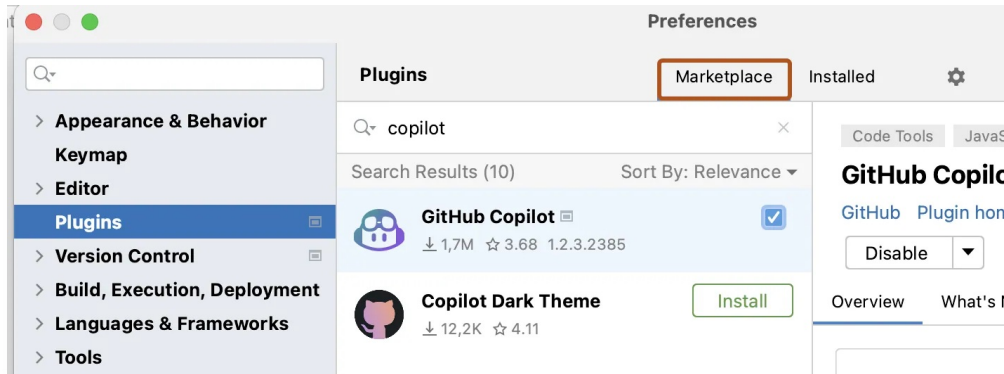 Preferences
Plugins
Marketplace
Installed
Appearance & Behavior
Keymap
Editor
Plugins
Version Control
Build, Execution, Deployment
Languages & Frameworks
Tools
copilot
Search Results (10)
Sort By: Relevance
GitHub Copilot
1,7M 3.68 1.2.3.2385
Copilot Dark Theme
12,2K 4.11
Install
Code Tools
GitHub
Plugin
Disable
Overview
What's